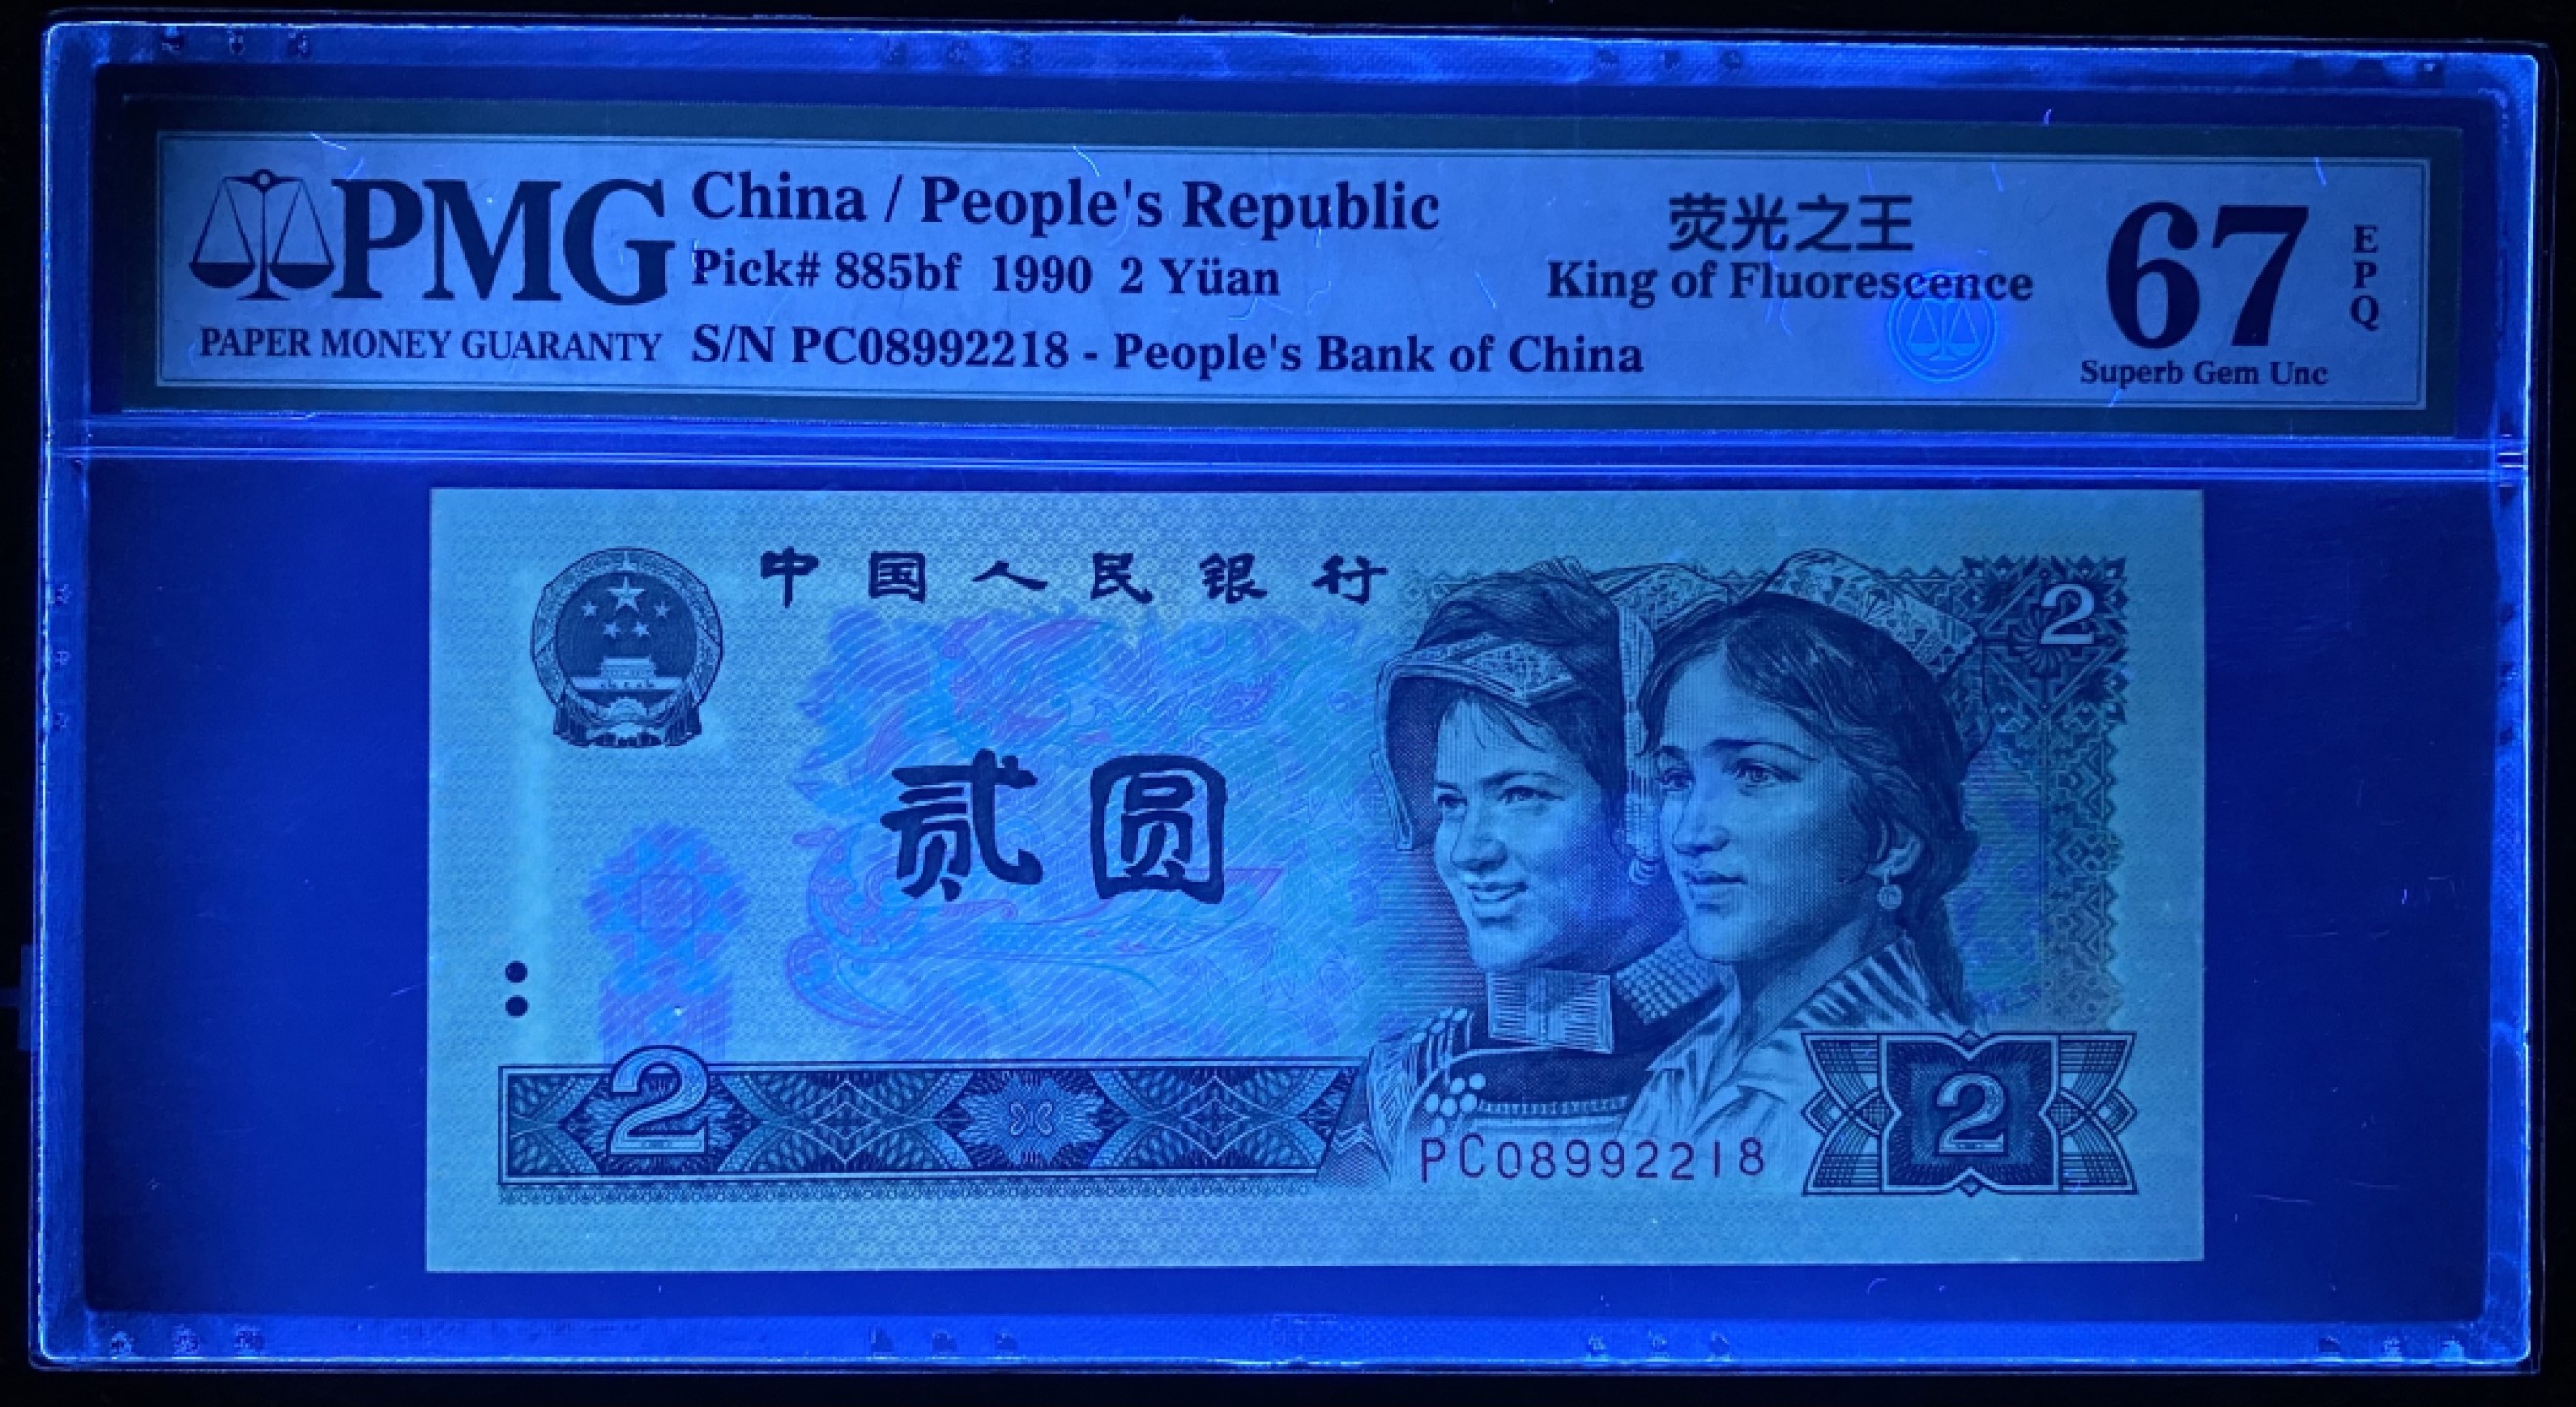 PMG
PAPER MONEY GUARANTY
China / People's Republic
Pick# 885bf 1990 2 Yüan
S/N PC08992218 - People's Bank of China
荧光之王
King of Fluorescence
67
EPQ
Superb Gem Unc
中国人民银行
2
贰圆
2
PC08992218
2